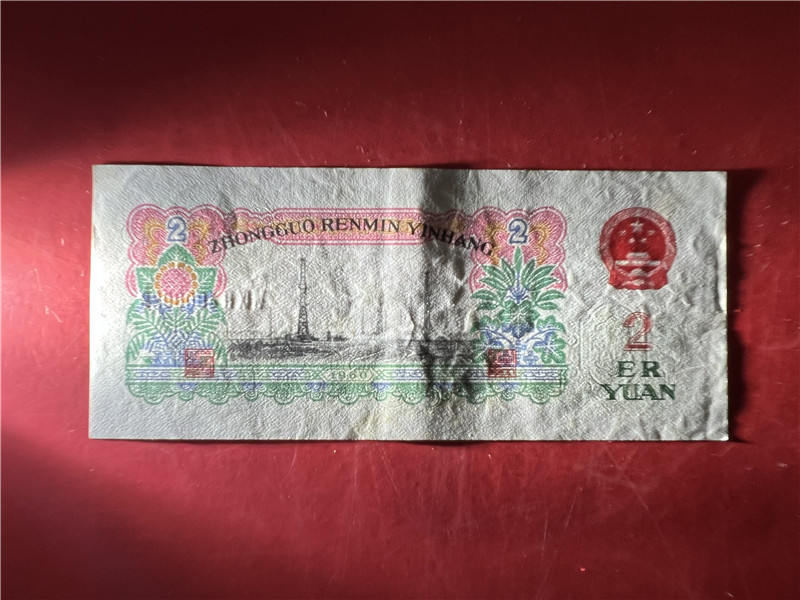 2
2
ZHONGGUO RENMIN YINHANG
1960
2
ER
YUAN